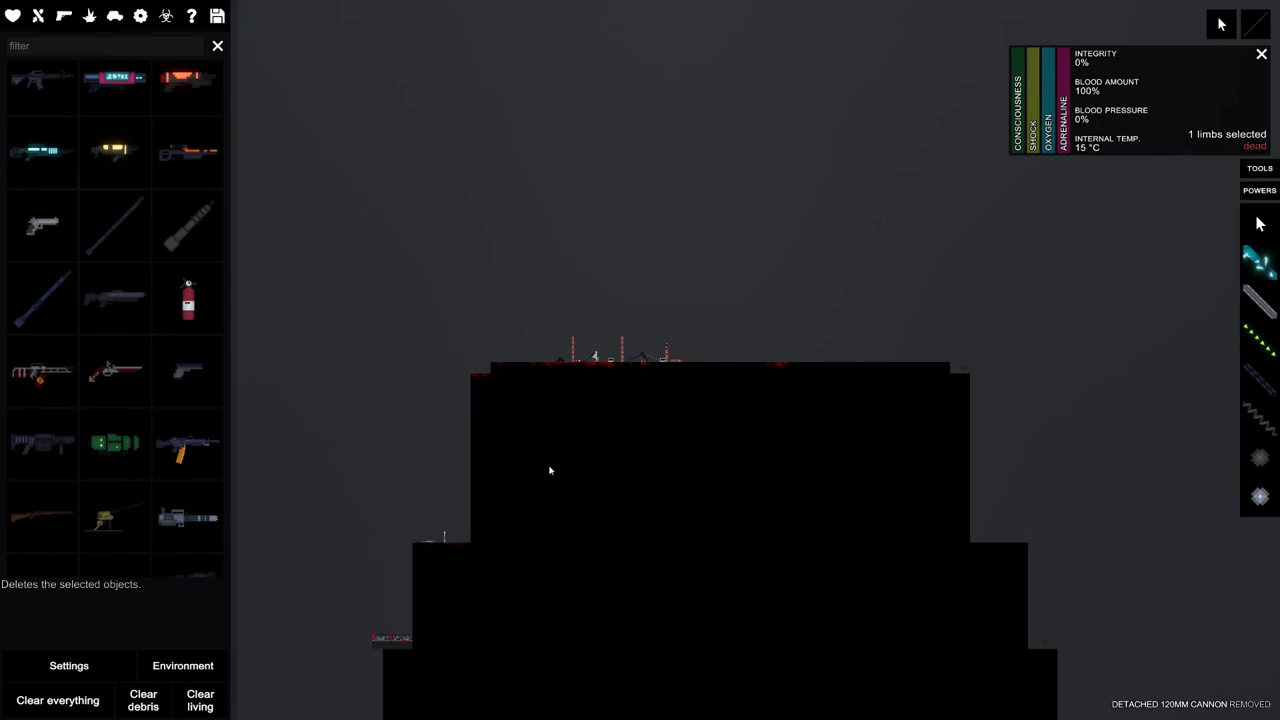 filter
Deletes the selected objects.
Settings
Environment
Clear everything
Clear
debris
Clear
living
CONSCIOUSNESS
SHOCK
OXYGEN
ADRENALINE
INTEGRITY
0%
BLOOD AMOUNT
100%
BLOOD PRESSURE
0%
INTERNAL TEMP.
15 °C
1 limbs selected
dead
TOOLS
POWERS
DETACHED 120MM CANNON REMOVED